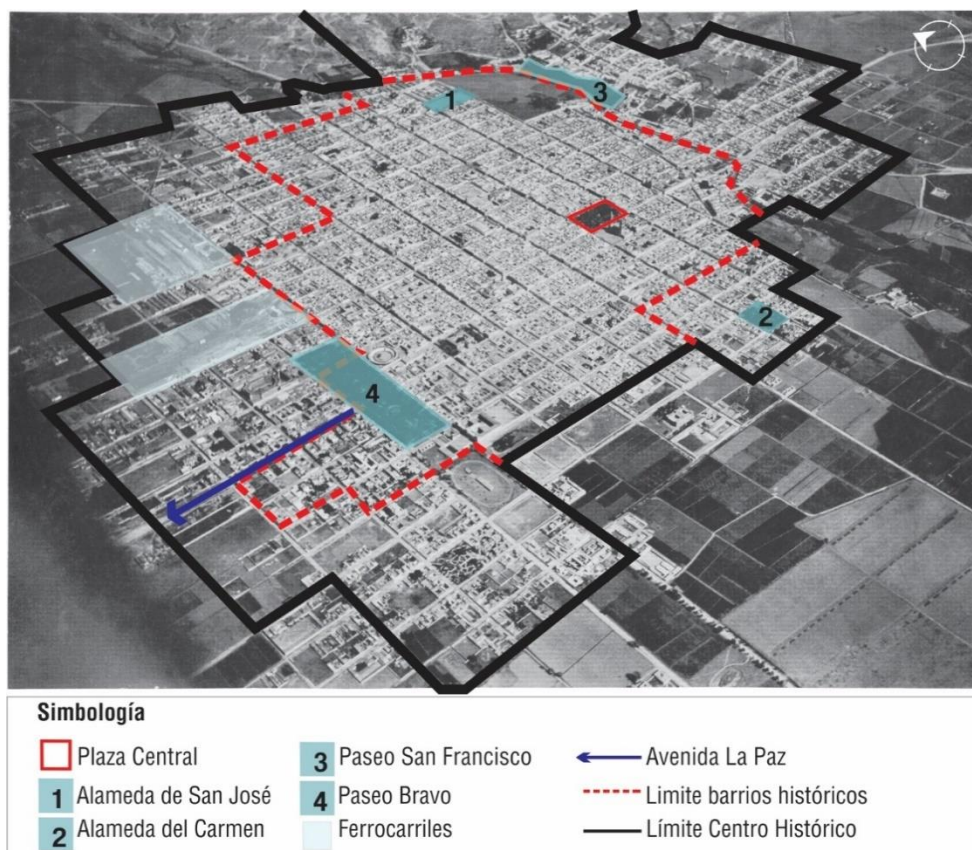 1
3
2
4
Simbología
Plaza Central
1 Alameda de San José
2 Alameda del Carmen
3 Paseo San Francisco
4 Paseo Bravo
Ferrocarriles
Avenida La Paz
Limite barrios históricos
Límite Centro Histórico